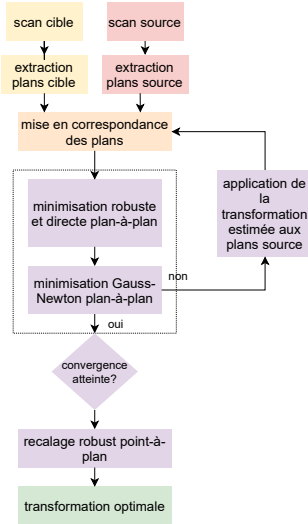 scan cible
scan source
extraction
plans cible
extraction
plans source
mise en correspondance
des plans
minimisation robuste
et directe plan-à-plan
application de
la
transformation
estimée aux
plans source
minimisation Gauss-
Newton plan-à-plan
non
oui
convergence
atteinte?
recalage robust point-à-
plan
transformation optimale